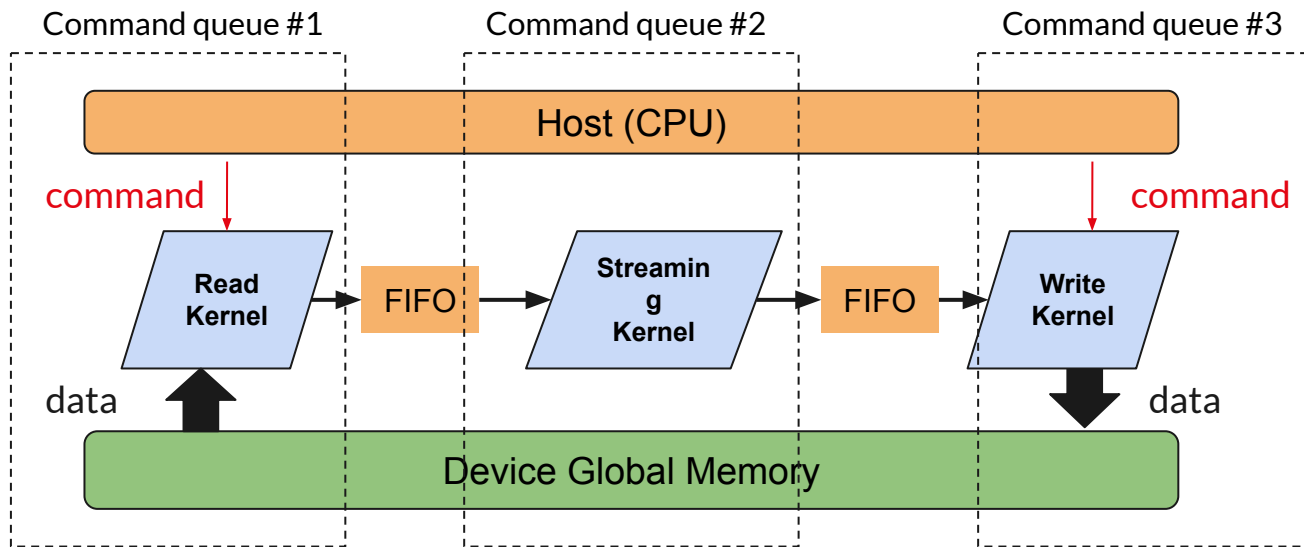 Command queue #1
Command queue #2
Command queue #3
Host (CPU)
command
command
Read
Kernel
FIFO
Streamin
g
Kernel
FIFO
Write
Kernel
data
data
Device Global Memory